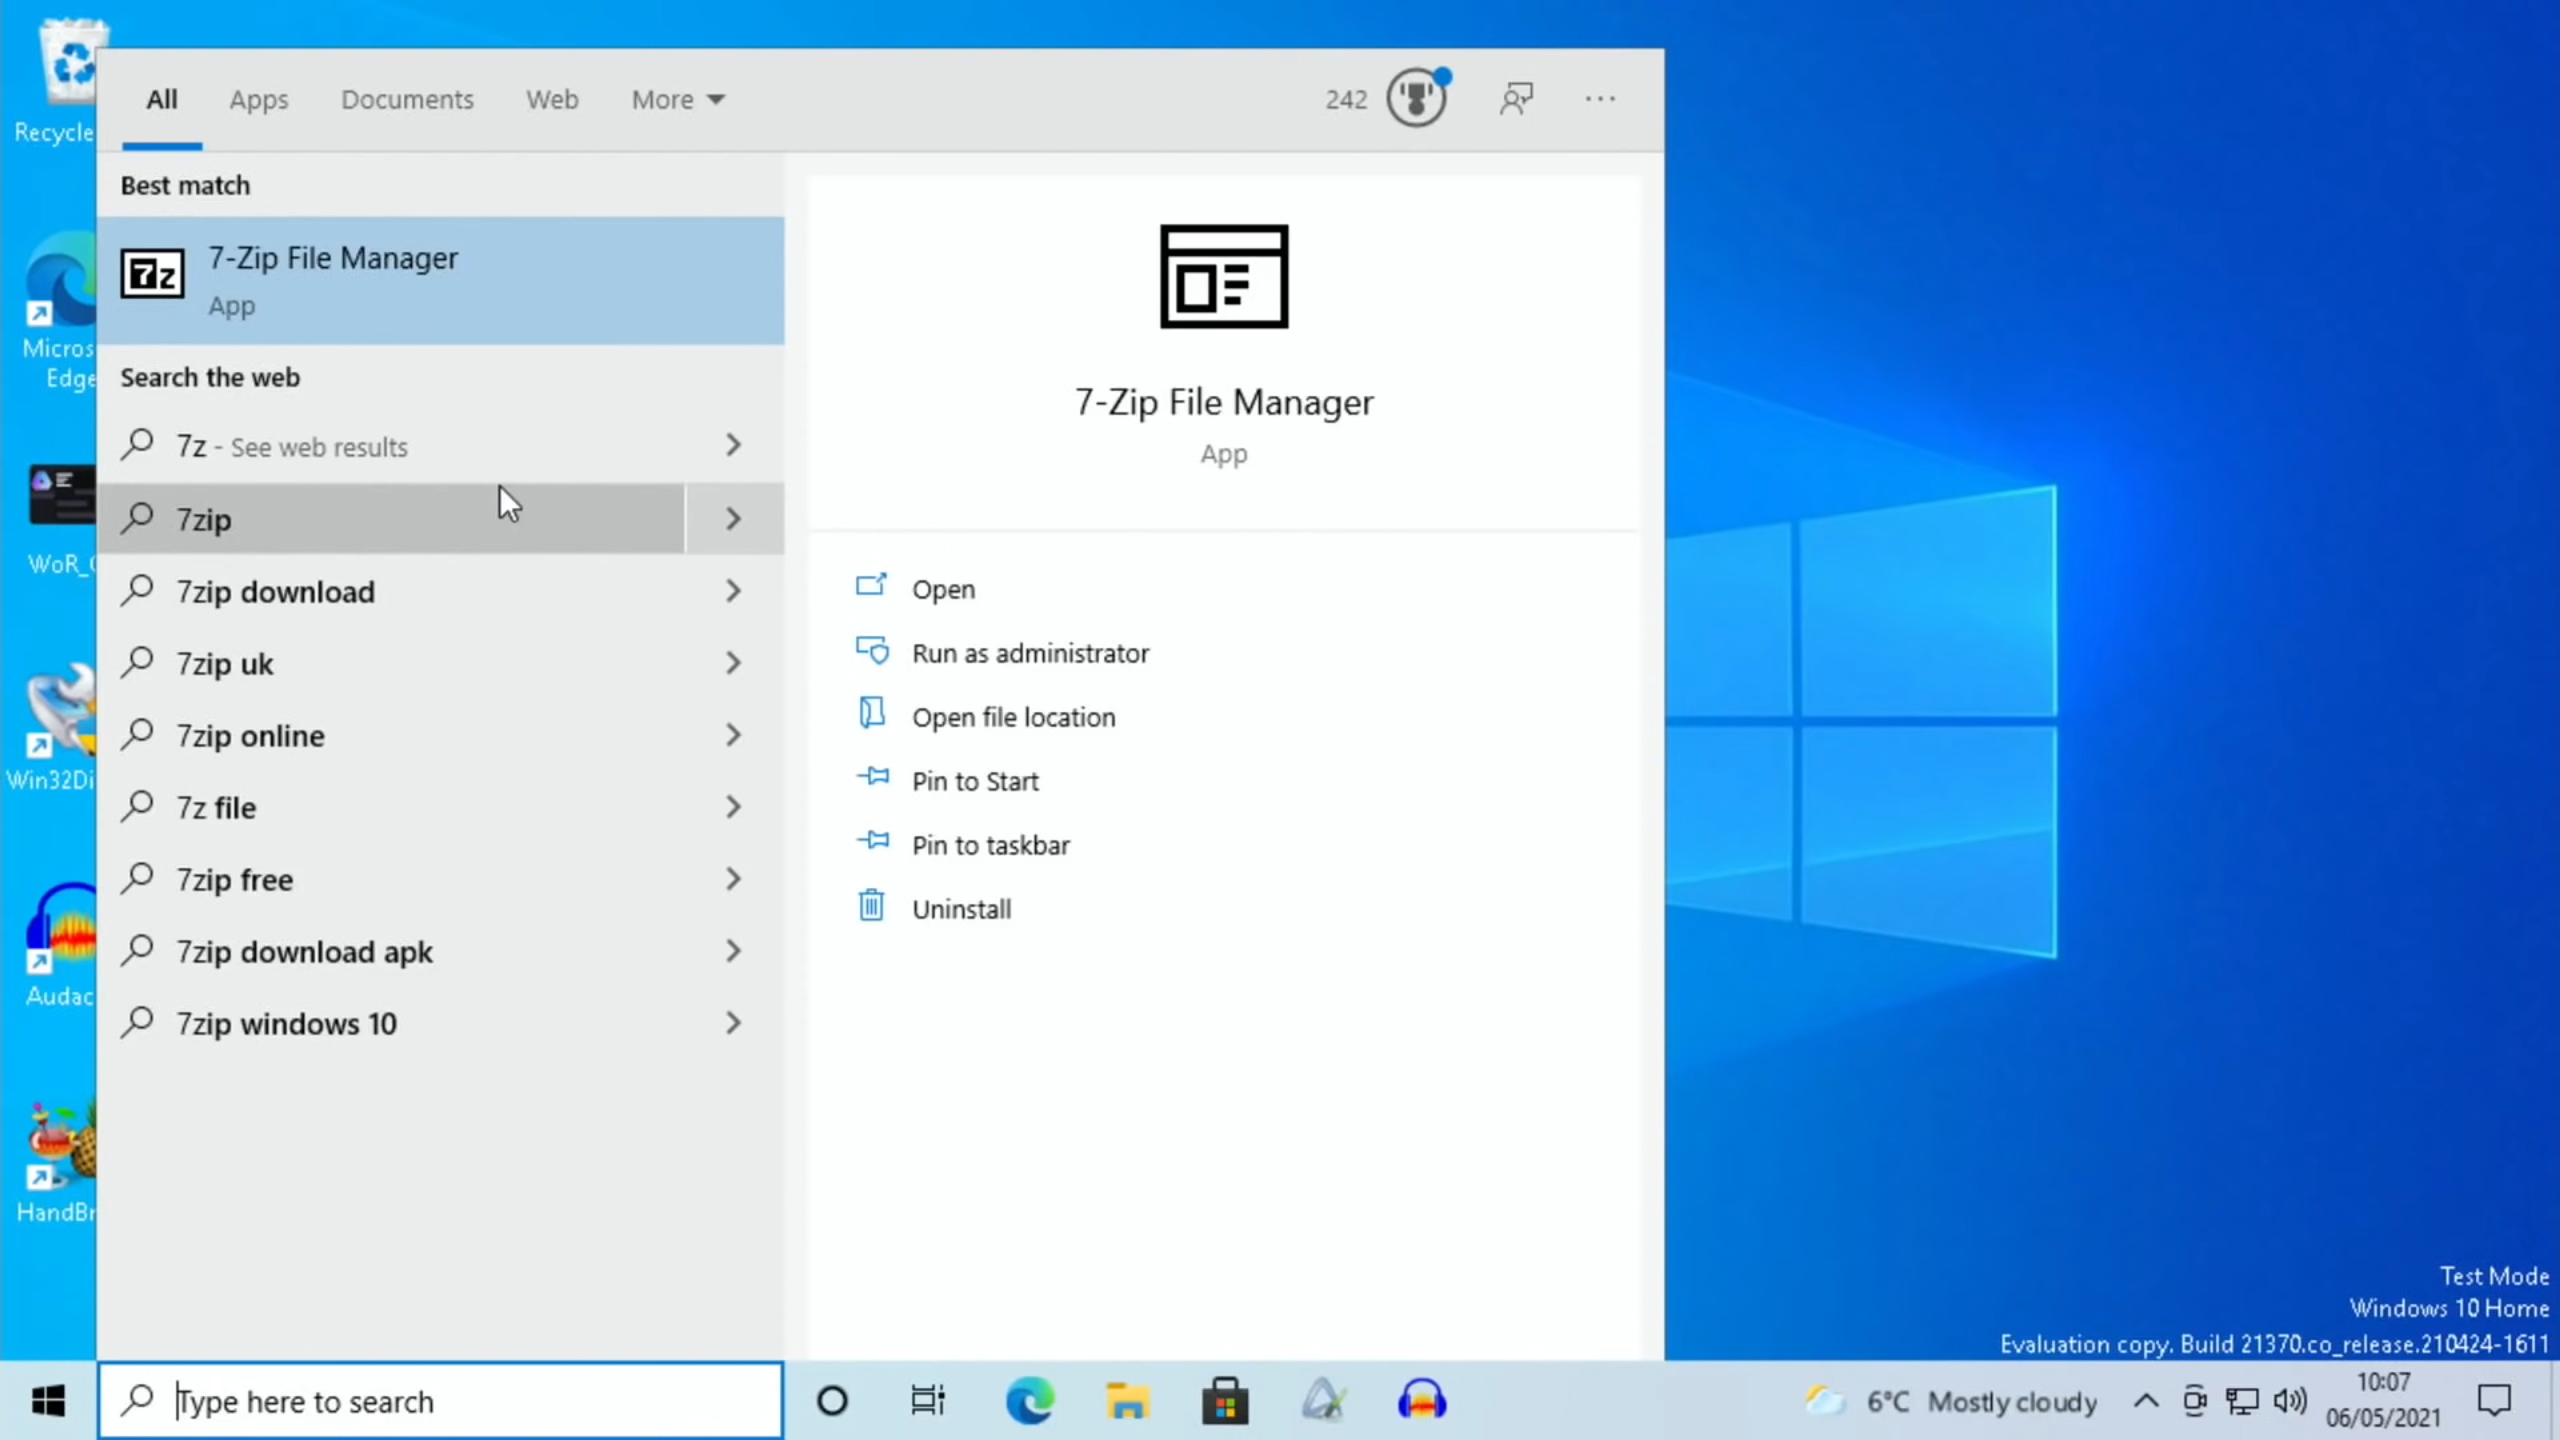 All Apps Documents Web More 242
Best match
7z
7-Zip File Manager
App
Search the web
7z - See web results
7zip
7zip download
7zip uk
7zip online
7z file
7zip free
7zip download apk
7zip windows 10
7-Zip File Manager
App
Open
Run as administrator
Open file location
Pin to Start
Pin to taskbar
Uninstall
Recycle
Micros
Edge
WoR_
Win32Di
Audac
HandBr
Test Mode
Windows 10 Home
Evaluation copy. Build 21370.co_release.210424-1611
Type here to search
6°C Mostly cloudy
10:07
06/05/2021